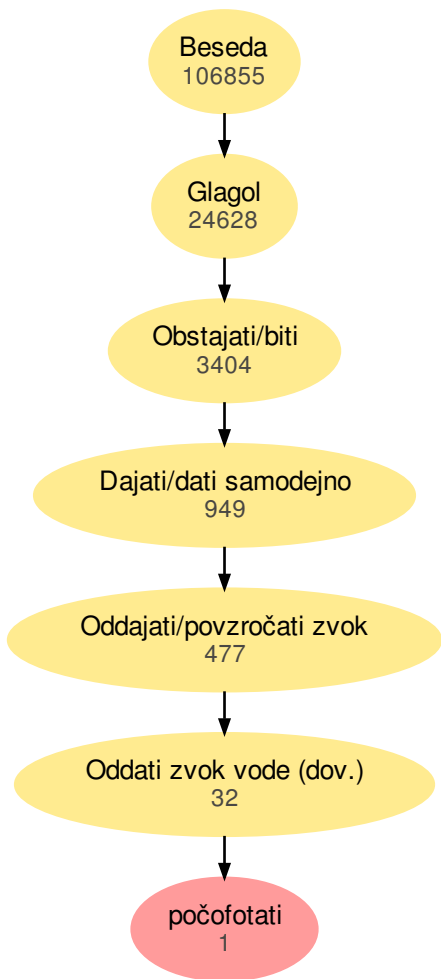 Beseda
106855
Glagol
24628
Obstajati/biti
3404
Dajati/dati samodejno
949
Oddajati/povzročati zvok
477
Oddati zvok vode (dov.)
32
počofotati
1